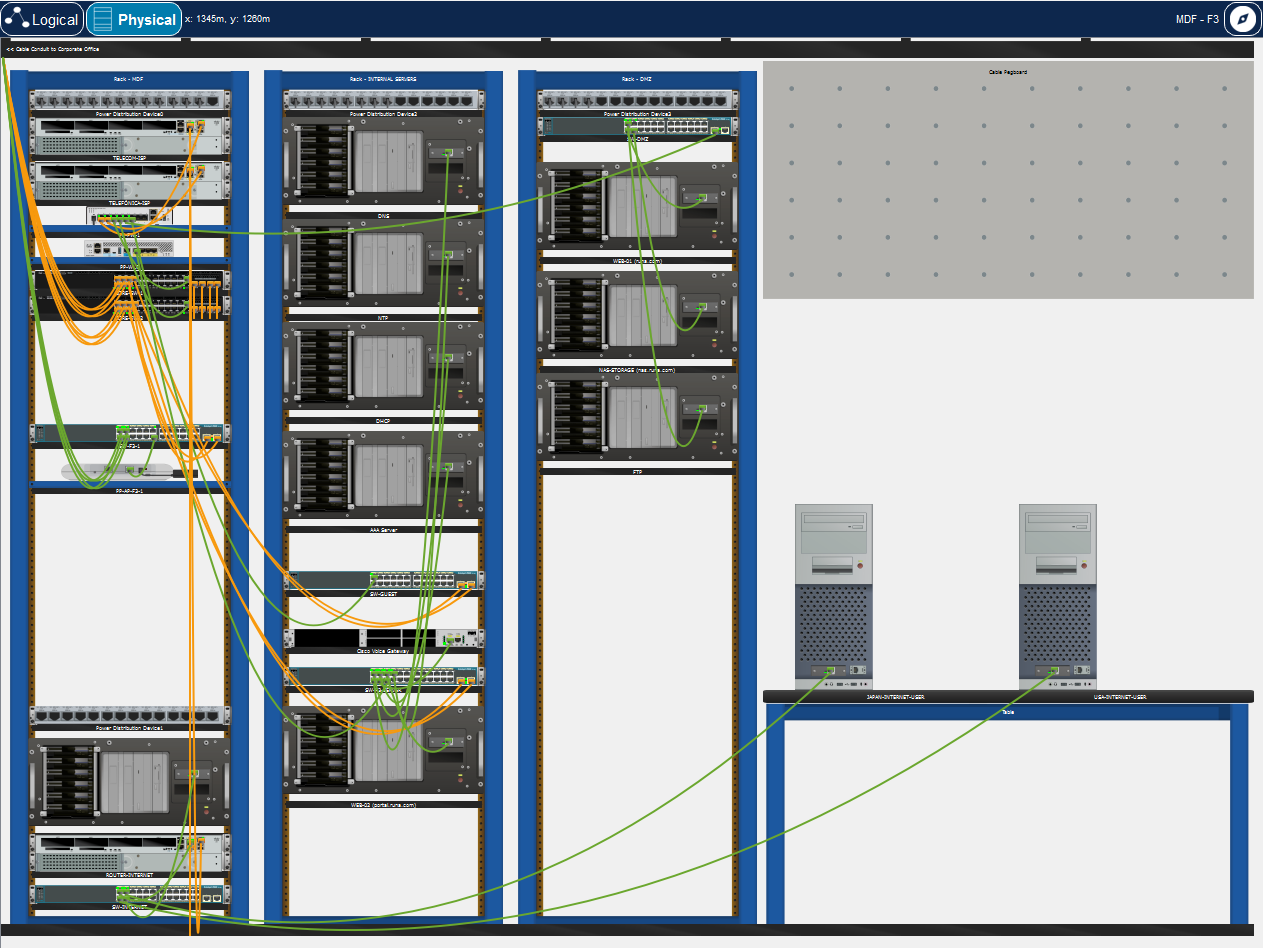 Logical
Physical
x: 1345m, y: 1260m
MDF - F3
<< Cable Conduit to Corporate Office
Rack - MDF
Rack - INTERNAL SERVERS
Rack - DMZ
Cable Pegboard
Power Distribution Device0
Power Distribution Device2
Power Distribution Device3
TELECOM-ISP
TELEFONICA-ISP
DNS
WEB-01 (runa.com)
NTP
NAS-STORAGE (nas.runa.com)
DHCP
PP-AP-F3-1
FTP
AAA Server
SW-GUEST
Cisco Voice Gateway
JAPAN-INTERNET-USER
USA-INTERNET-USER
Table
Power Distribution Device1
WEB-02 (portal.runa.com)
ROUTER-INTERNET
SW-INTERNET